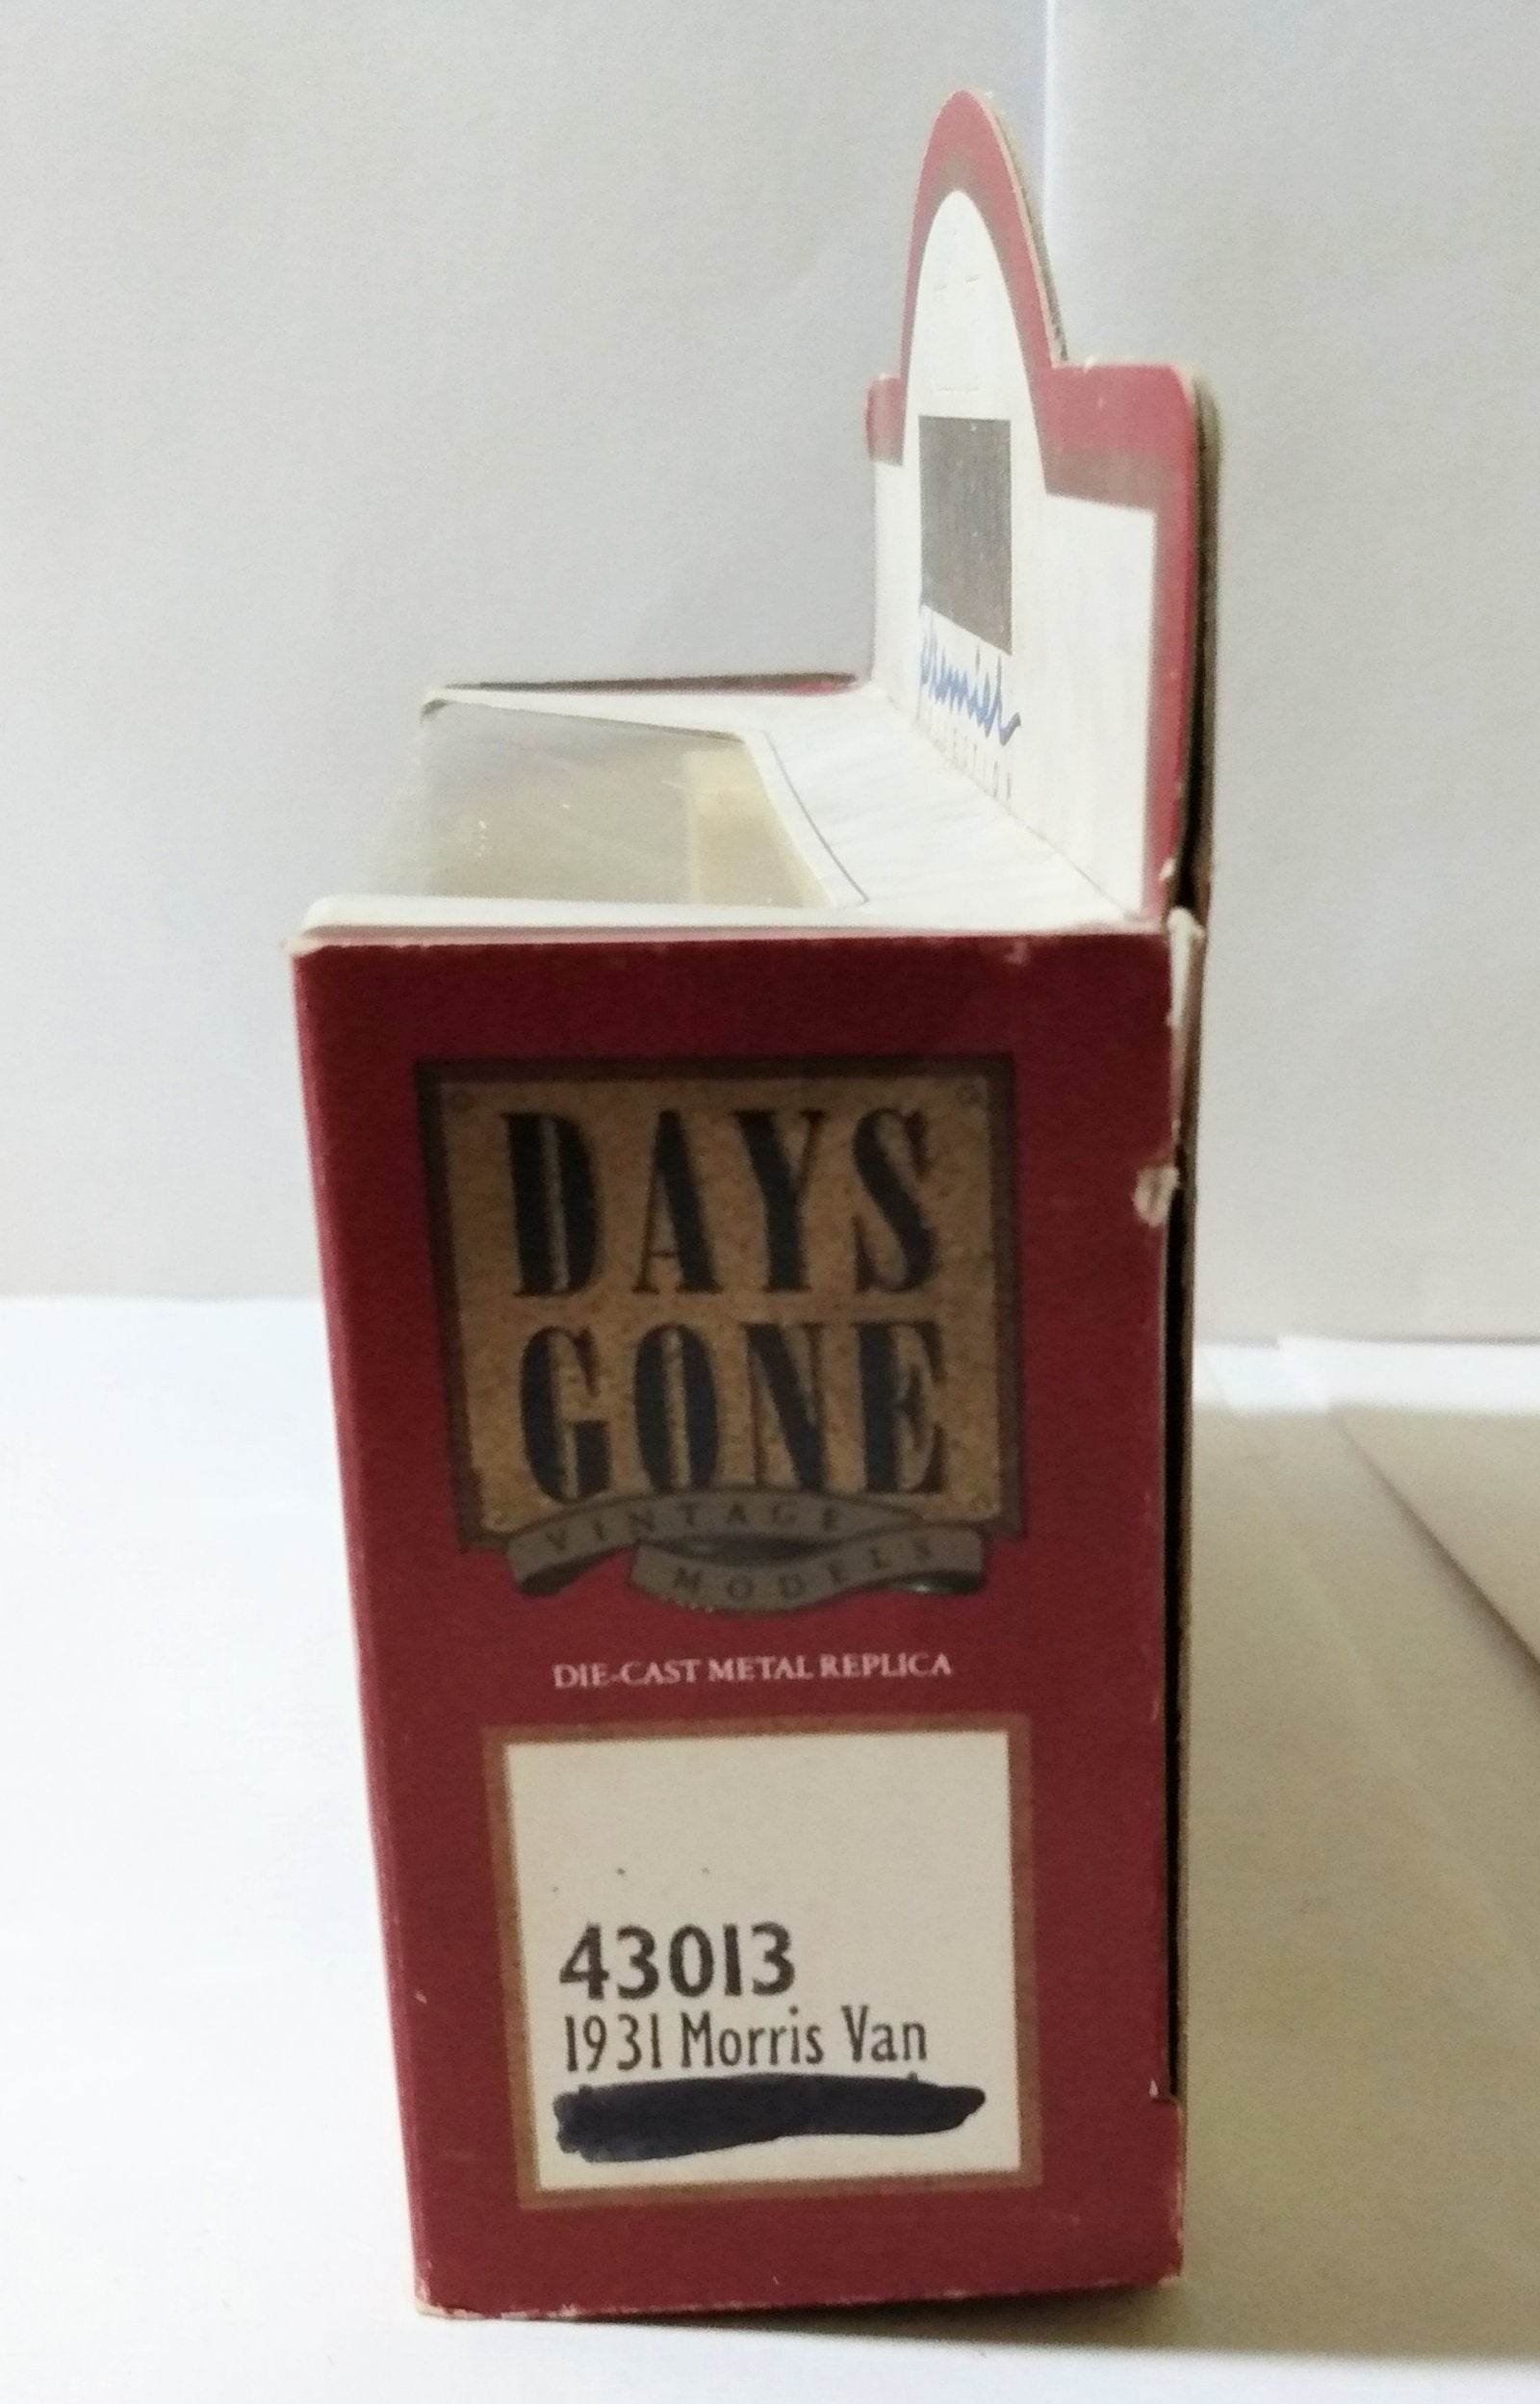 DAYS
GONE
VINTAGE
MODELS
DIE-CAST METAL REPLICA
43013
1931 Morris Van